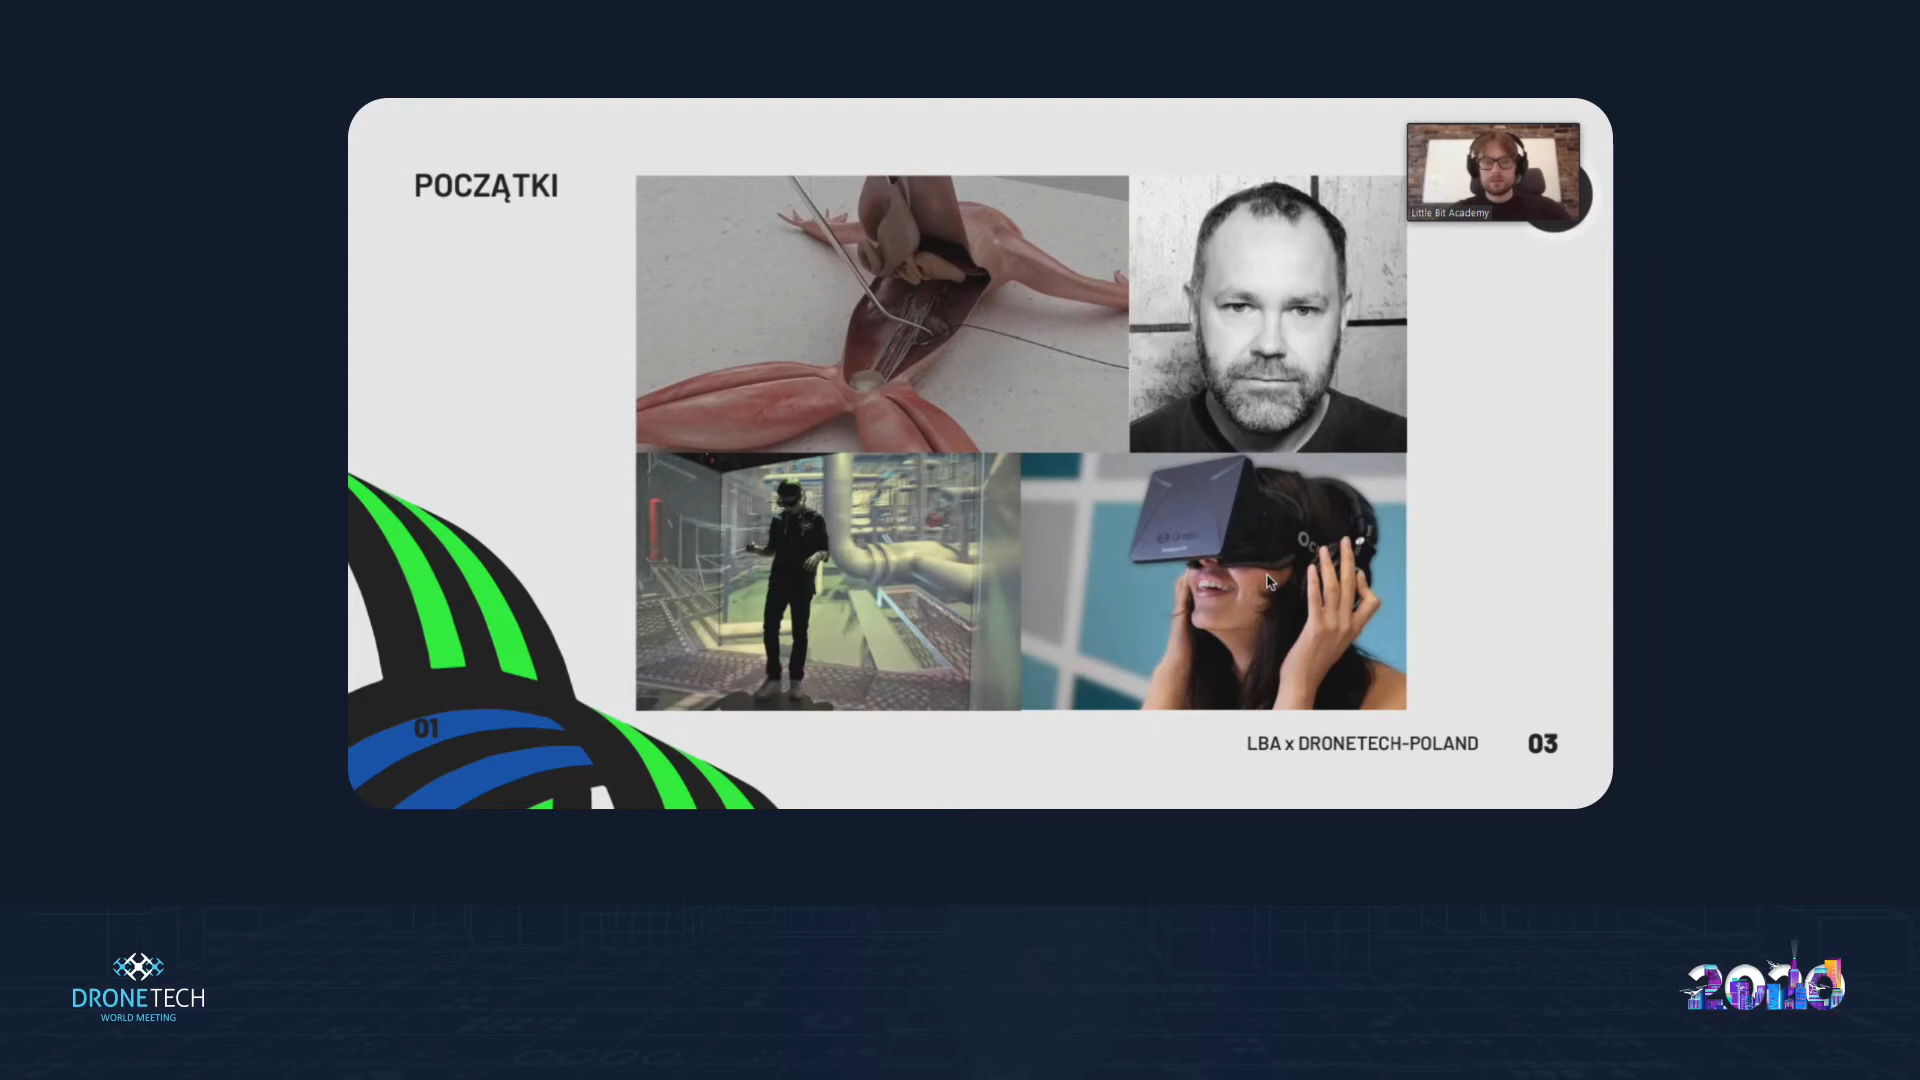 POCZĄTKI
Little Bit Academy
01
LBA x DRONETECH-POLAND
03
DRONETECH
WORLD MEETING
2020